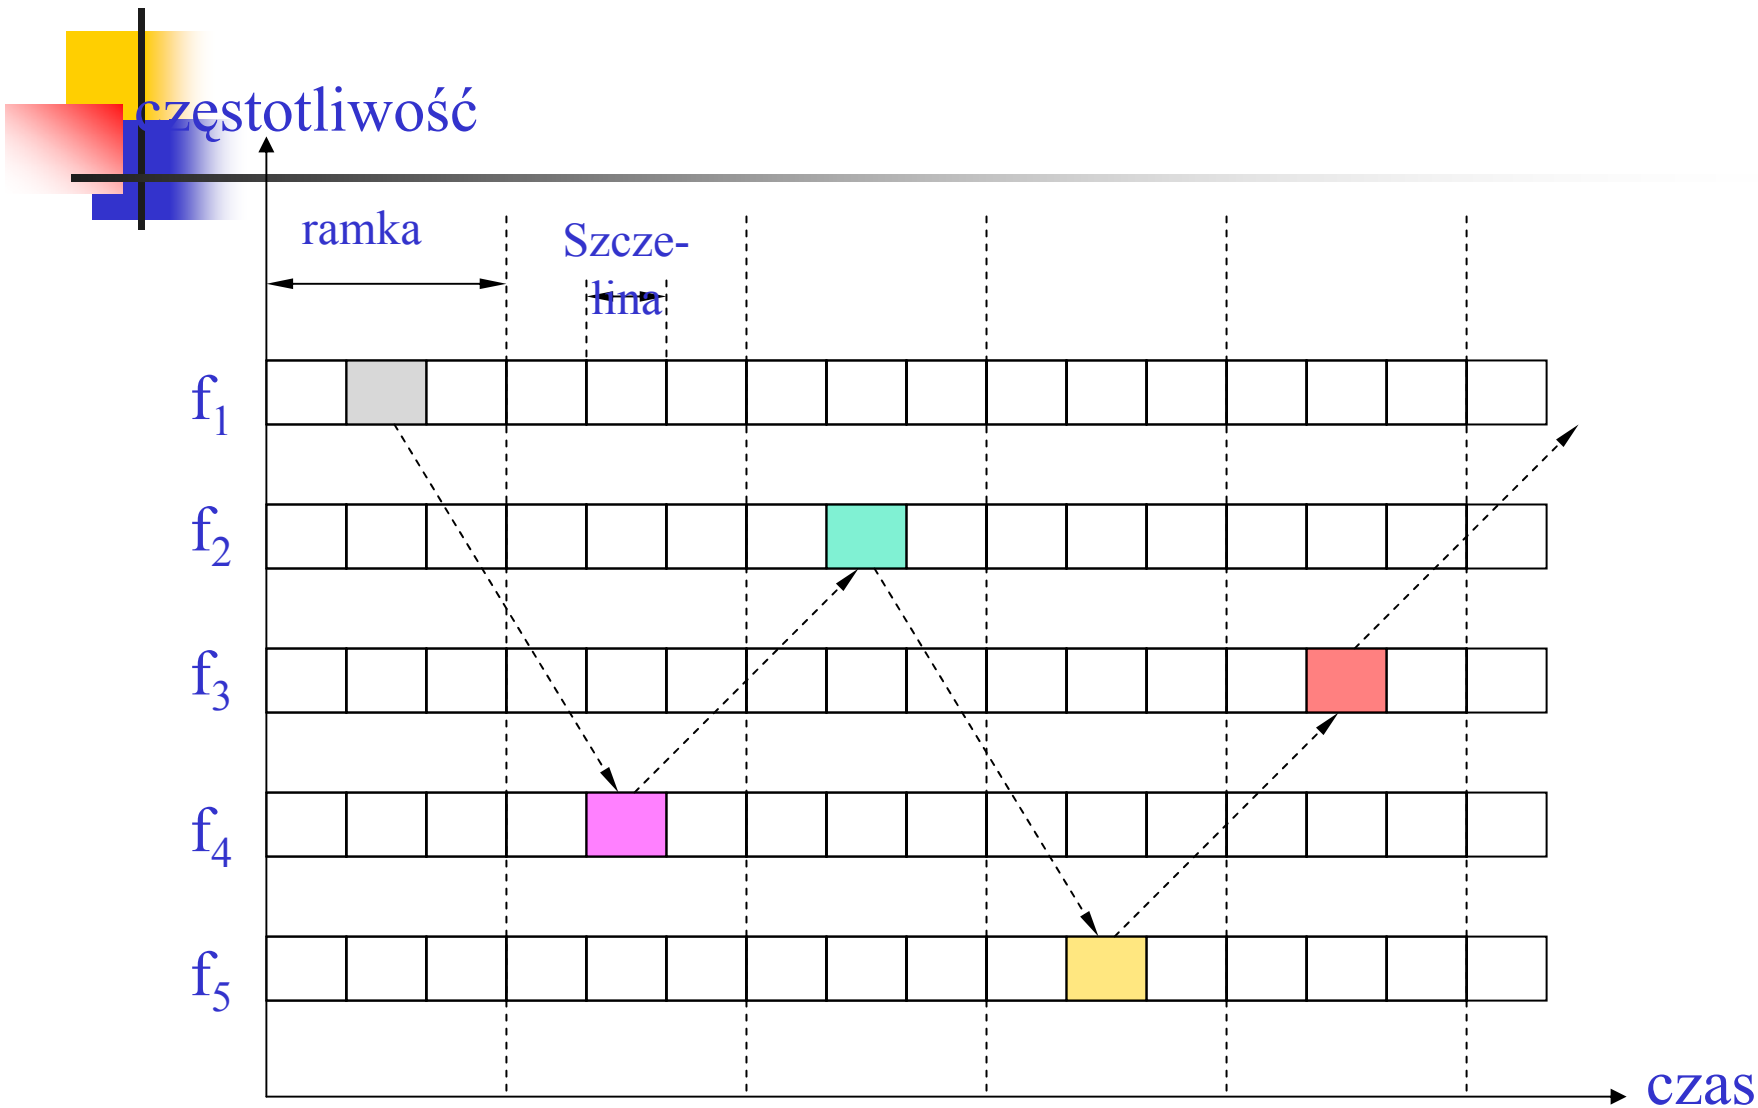 częstotliwość
ramka
Szcze-
lina
f1
f2
f3
f4
f5
czas